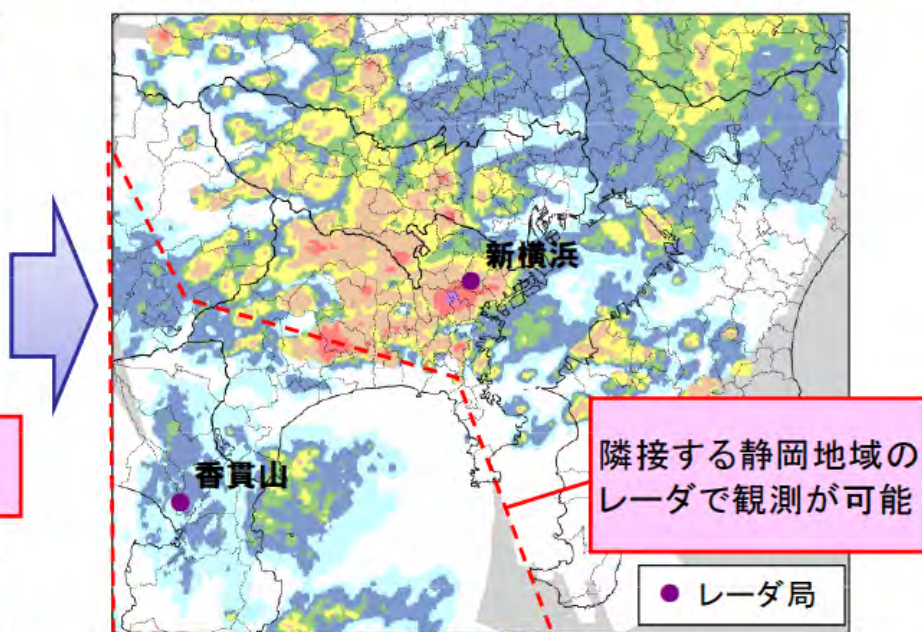 新横浜
香貫山
隣接する静岡地域の
レーダで観測が可能
レーダ局